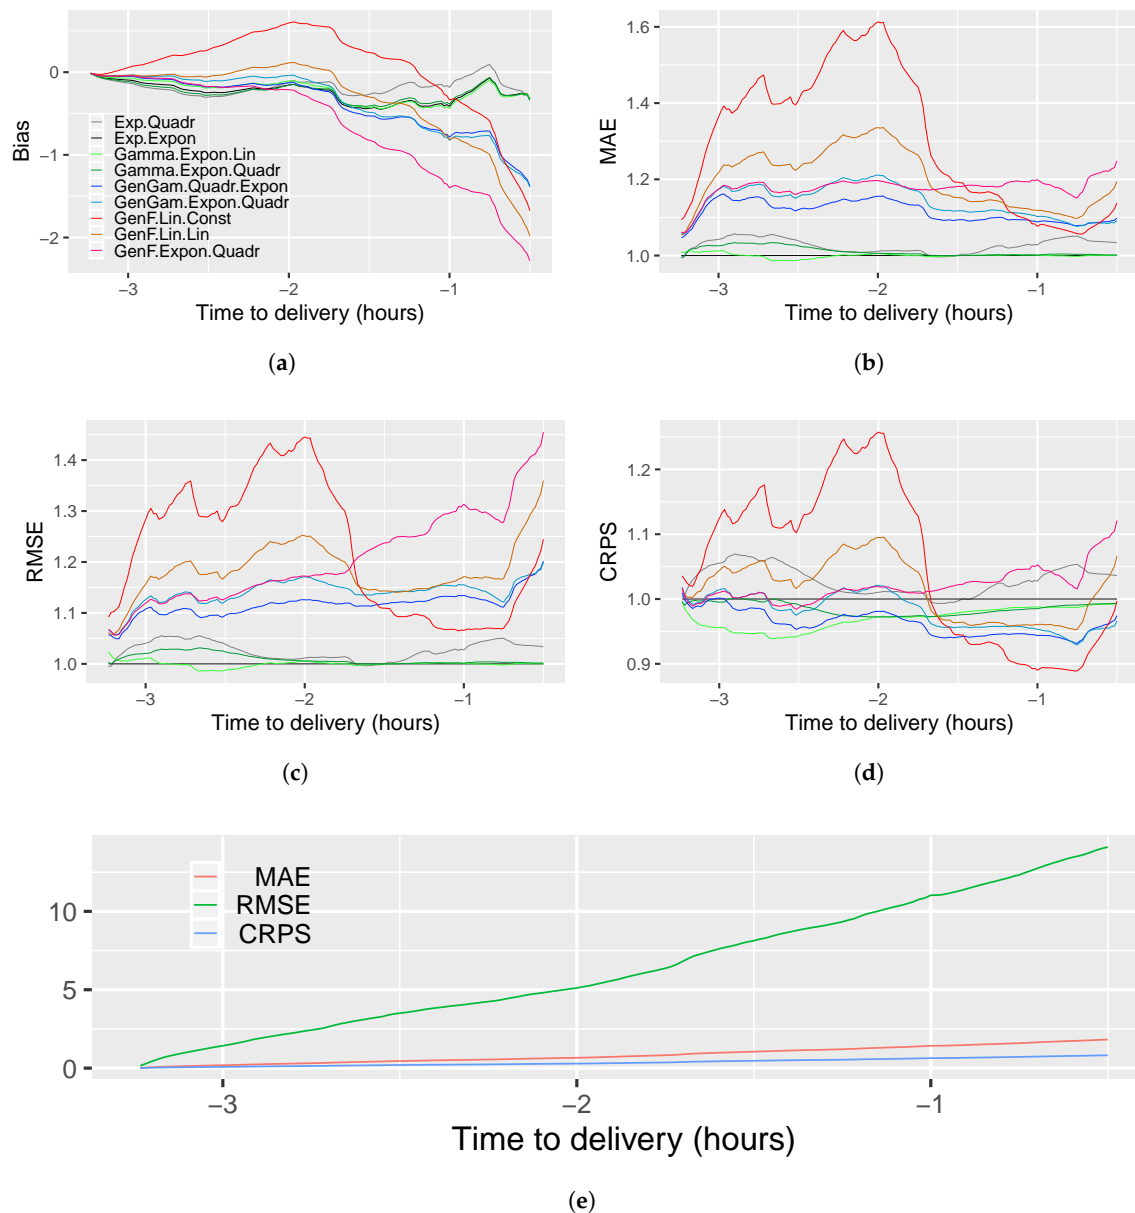 0
−1
−2
Bias
Exp.Quadr
Exp.Expon
Gamma.Expon.Lin
Gamma.Expon.Quadr
GenGam.Quadr.Expon
GenGam.Expon.Quadr
GenF.Lin.Const
GenF.Lin.Lin
GenF.Expon.Quadr
−3 −2 −1
Time to delivery (hours)
(a)
1.6
1.4
1.2
1.0
MAE
−3 −2 −1
Time to delivery (hours)
(b)
1.4
1.3
1.2
1.1
1.0
RMSE
−3 −2 −1
Time to delivery (hours)
(c)
1.2
1.1
1.0
0.9
CRPS
−3 −2 −1
Time to delivery (hours)
(d)
10
5
0
MAE
RMSE
CRPS
−3 −2 −1
Time to delivery (hours)
(e)